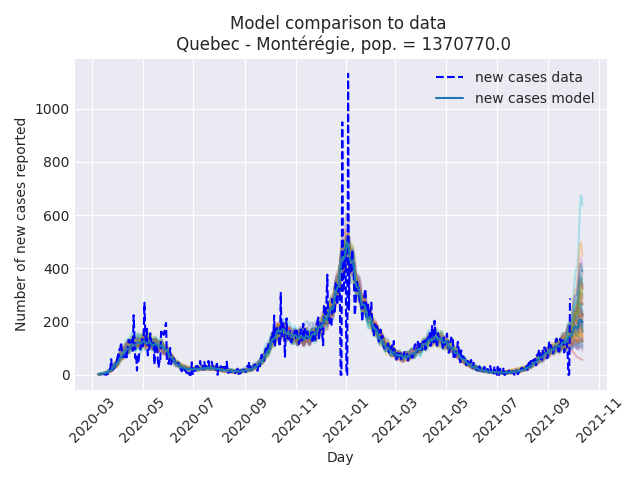 Model comparison to data
Quebec - Montérégie, pop. = 1370770.0
new cases data
new cases model
Number of new cases reported
1000
800
600
400
200
0
2020-03
2020-05
2020-07
2020-09
2020-11
2021-01
2021-03
2021-05
2021-07
2021-09
2021-11
Day